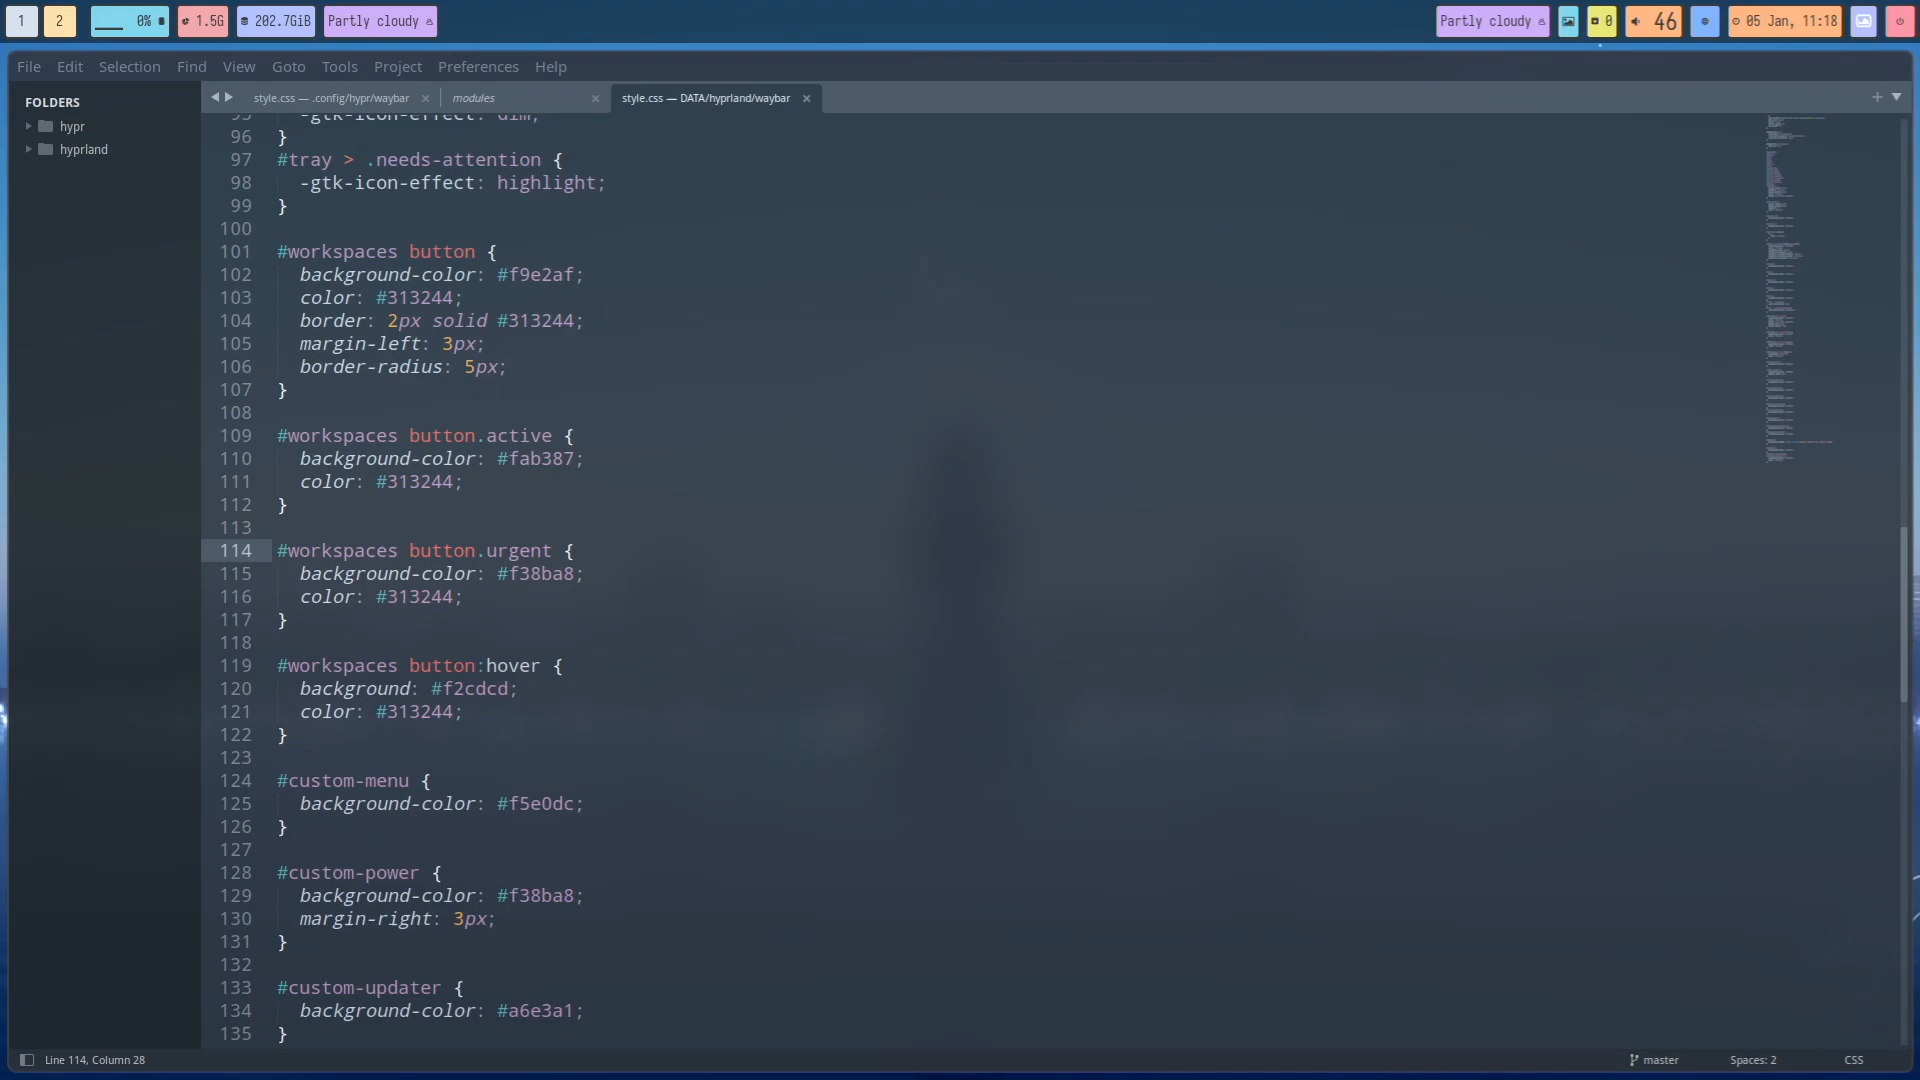 1 2 0% 1.5G 202.7GiB Partly cloudy Partly cloudy 0 46 05 Jan, 11:18
File Edit Selection Find View Goto Tools Project Preferences Help
FOLDERS
hypr
hyprland
style.css — .config/hypr/waybar × modules × style.css — DATA/hyprland/waybar × +
95 -gtk-icon-effect: dim;
96 }
97 #tray > .needs-attention {
98 -gtk-icon-effect: highlight;
99 }
100
101 #workspaces button {
102 background-color: #f9e2af;
103 color: #313244;
104 border: 2px solid #313244;
105 margin-left: 3px;
106 border-radius: 5px;
107 }
108
109 #workspaces button.active {
110 background-color: #fab387;
111 color: #313244;
112 }
113
114 #workspaces button.urgent {
115 background-color: #f38ba8;
116 color: #313244;
117 }
118
119 #workspaces button:hover {
120 background: #f2cdcd;
121 color: #313244;
122 }
123
124 #custom-menu {
125 background-color: #f5e0dc;
126 }
127
128 #custom-power {
129 background-color: #f38ba8;
130 margin-right: 3px;
131 }
132
133 #custom-updater {
134 background-color: #a6e3a1;
135 }
Line 114, Column 28 master Spaces: 2 CSS